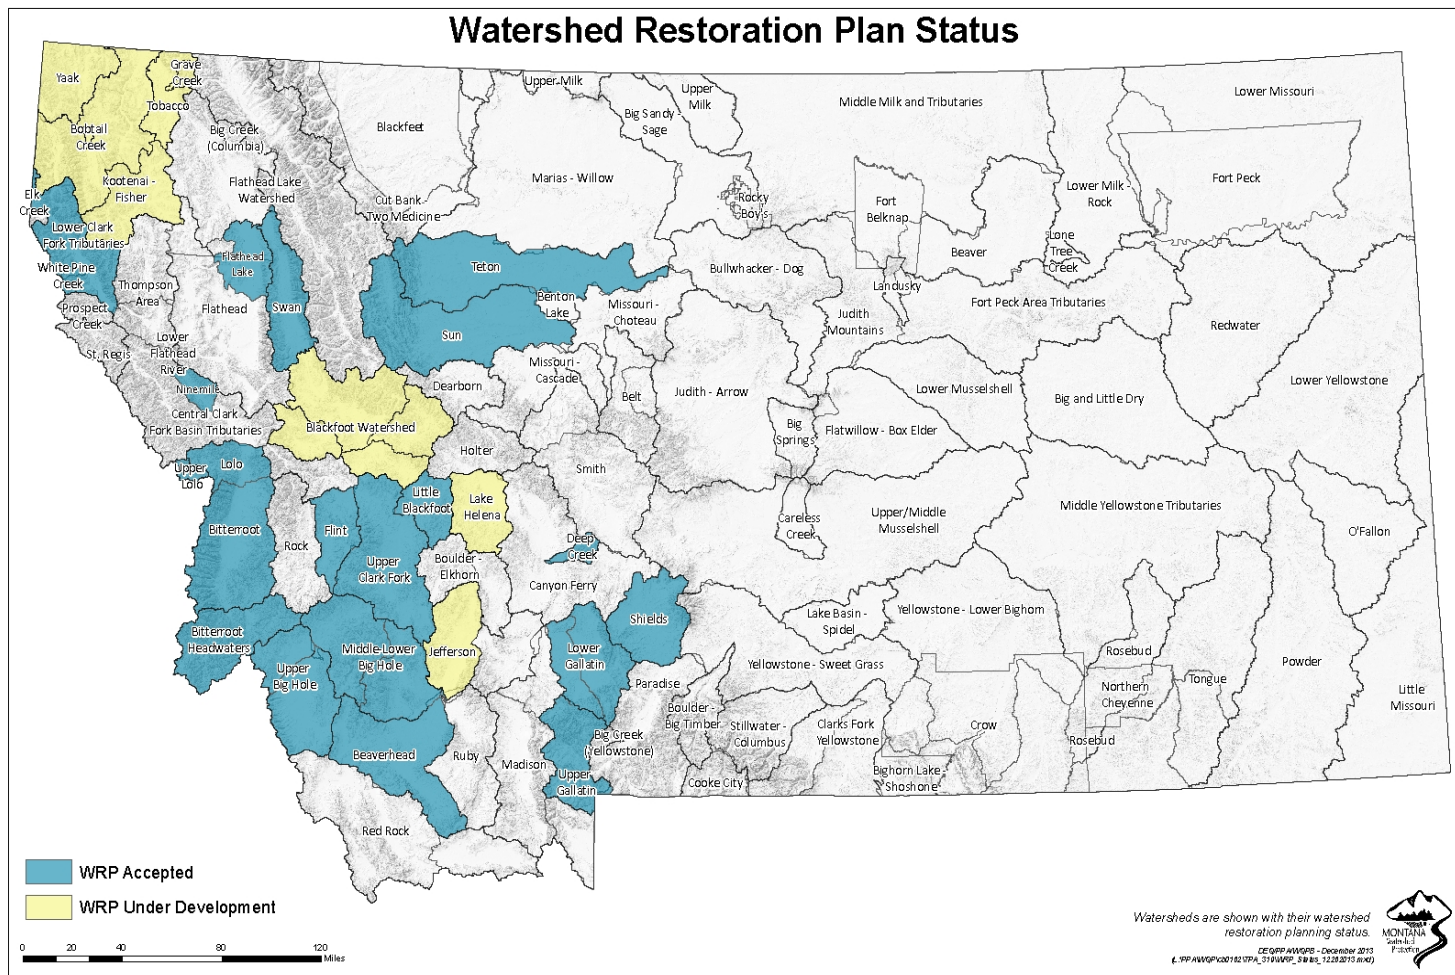 Watershed Restoration Plan Status
Yaak
Grave
Creek
Tobacco
Bobtail
Creek
Kootenai -
Fisher
Elk
Creek
Lower Clark
Fork Tributaries
White Pine
Creek
Prospect
Creek
Thompson
Area
St. Regis
Big Creek
(Columbia)
Flathead Lake
Watershed
Flathead
Lake
Flathead
Swan
Lower
Flathead
River
Ninemile
Central Clark
Fork Basin Tributaries
Blackfeet
Cut Bank -
Two Medicine
Upper Milk
Marias - Willow
Big Sandy -
Sage
Upper
Milk
Rocky
Boy's
Middle Milk and Tributaries
Fort
Belknap
Lower Missouri
Fort Peck
Lower Milk -
Rock
Lone
Tree
Creek
Beaver
Landusky
Bullwhacker - Dog
Judith
Mountains
Fort Peck Area Tributaries
Redwater
Teton
Benton
Lake
Sun
Missouri -
Choteau
Missouri -
Cascade
Belt
Dearborn
Judith - Arrow
Big
Springs
Lower Musselshell
Flatwillow - Box Elder
Big and Little Dry
Lower Yellowstone
Blackfoot Watershed
Holter
Smith
Upper
Lolo
Lolo
Bitterroot
Rock
Flint
Upper
Clark Fork
Little
Blackfoot
Lake
Helena
Boulder -
Elkhorn
Deep
Creek
Canyon Ferry
Careless
Creek
Upper/Middle
Musselshell
Middle Yellowstone Tributaries
O'Fallon
Bitterroot
Headwaters
Upper
Big Hole
Middle-Lower
Big Hole
Jefferson
Lower
Gallatin
Shields
Lake Basin -
Spidel
Yellowstone - Lower Bighorn
Rosebud
Powder
Little
Missouri
Beaverhead
Ruby
Madison
Upper
Gallatin
Paradise
Big Creek
(Yellowstone)
Boulder -
Big Timber
Yellowstone - Sweet Grass
Stillwater -
Columbus
Clarks Fork
Yellowstone
Cooke City
Bighorn Lake -
Shoshone
Crow
Northern
Cheyenne
Rosebud
Tongue
Red Rock
WRP Accepted
WRP Under Development
0 20 40 80 120
Miles
Watersheds are shown with their watershed
restoration planning status.
DEQ/PPA/WQPB - December 2013
MONTANA
Watershed
Protection